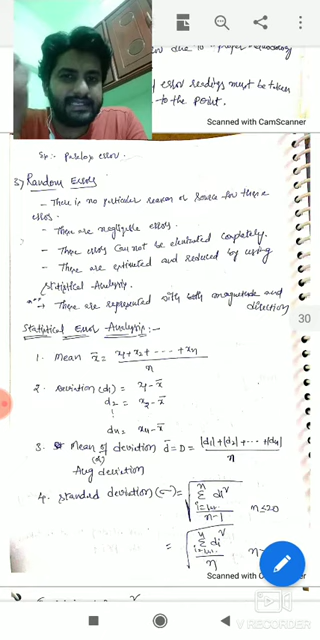 due to
error readings must be taken
to the point.
Scanned with CamScanner
Ex:- Paralax error.
3) Random Errors
- There is no particular reason or source for these
errors.
- These are negligible errors.
- These errors can not be eliminated completely.
- These are estimated and reduced by using
Statistical Analysis.
*** → These are represented with both magnitude and
direction
30
Statistical Error Analysis :-
1. Mean x̄ = x₁+x₂+ ---- +xn / n
2. Deviation (d₁) = x₁-x̄
d₂ = x₂-x̄
dn = xn-x̄
3. Mean of deviation d̄ = D = |d₁|+|d₂|+ --- +|dn| / n
(or)
Avg deviation
4. Standard deviation (σ) = √ Σ di² / n-1 n≤20
= √ Σ di² / n n>
Scanned with
V RECORDER